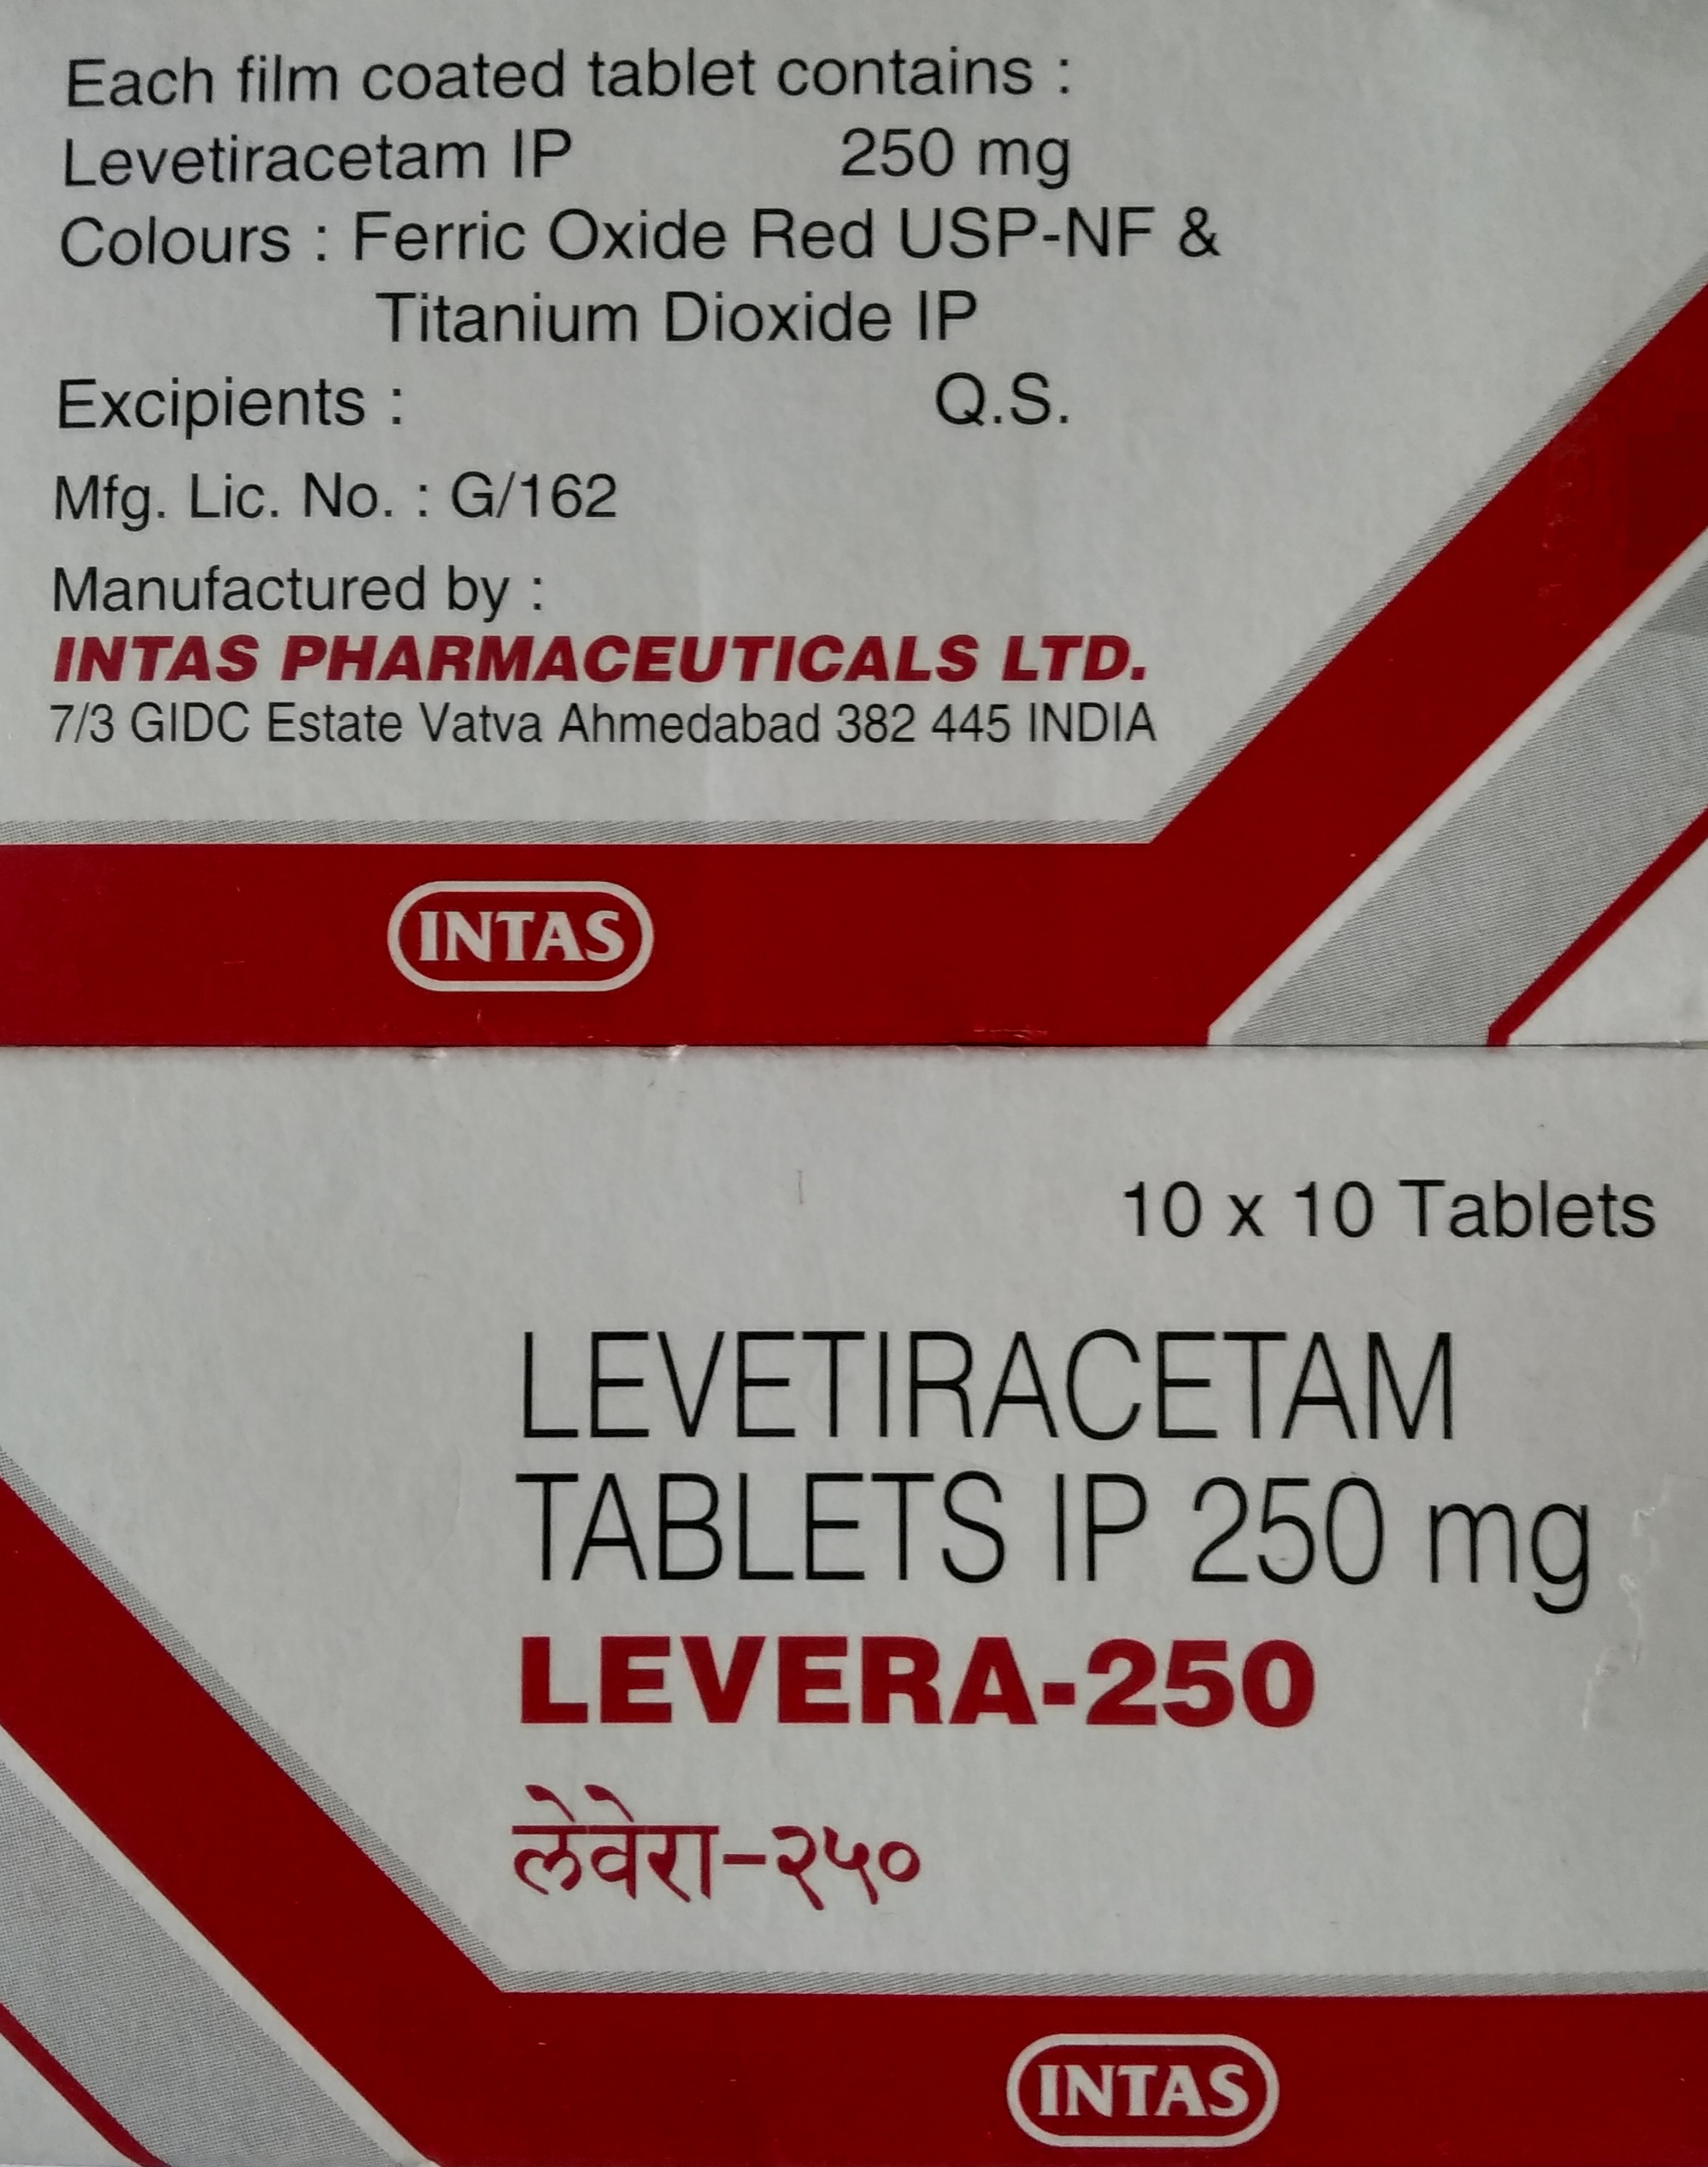 Each film coated tablet contains :
Levetiracetam IP 250 mg
Colours : Ferric Oxide Red USP-NF &
Titanium Dioxide IP
Excipients : Q.S.
Mfg. Lic. No. : G/162
Manufactured by :
INTAS PHARMACEUTICALS LTD.
7/3 GIDC Estate Vatva Ahmedabad 382 445 INDIA
INTAS
10 x 10 Tablets
LEVETIRACETAM
TABLETS IP 250 mg
LEVERA-250
लेवेरा-२५०
INTAS